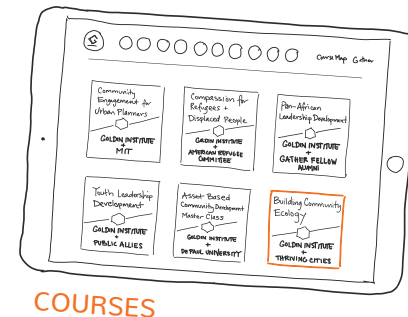 Course Map Gather
Community
Engagement for
Urban Planners
GOLDIN INSTITUTE
+
MIT
Compassion for
Refugees +
Displaced People
GOLDIN INSTITUTE
+
AMERICAN REFUGEE
COMMITTEE
Pan-African
Leadership Development
GOLDIN INSTITUTE
+
GATHER FELLOW
ALUMNI
Youth Leadership
Development
GOLDIN INSTITUTE
+
PUBLIC ALLIES
Asset Based
Community Development
Master Class
GOLDIN INSTITUTE
+
DEPAUL UNIVERSITY
Building Community
Ecology
GOLDIN INSTITUTE
+
THRIVING CITIES
COURSES